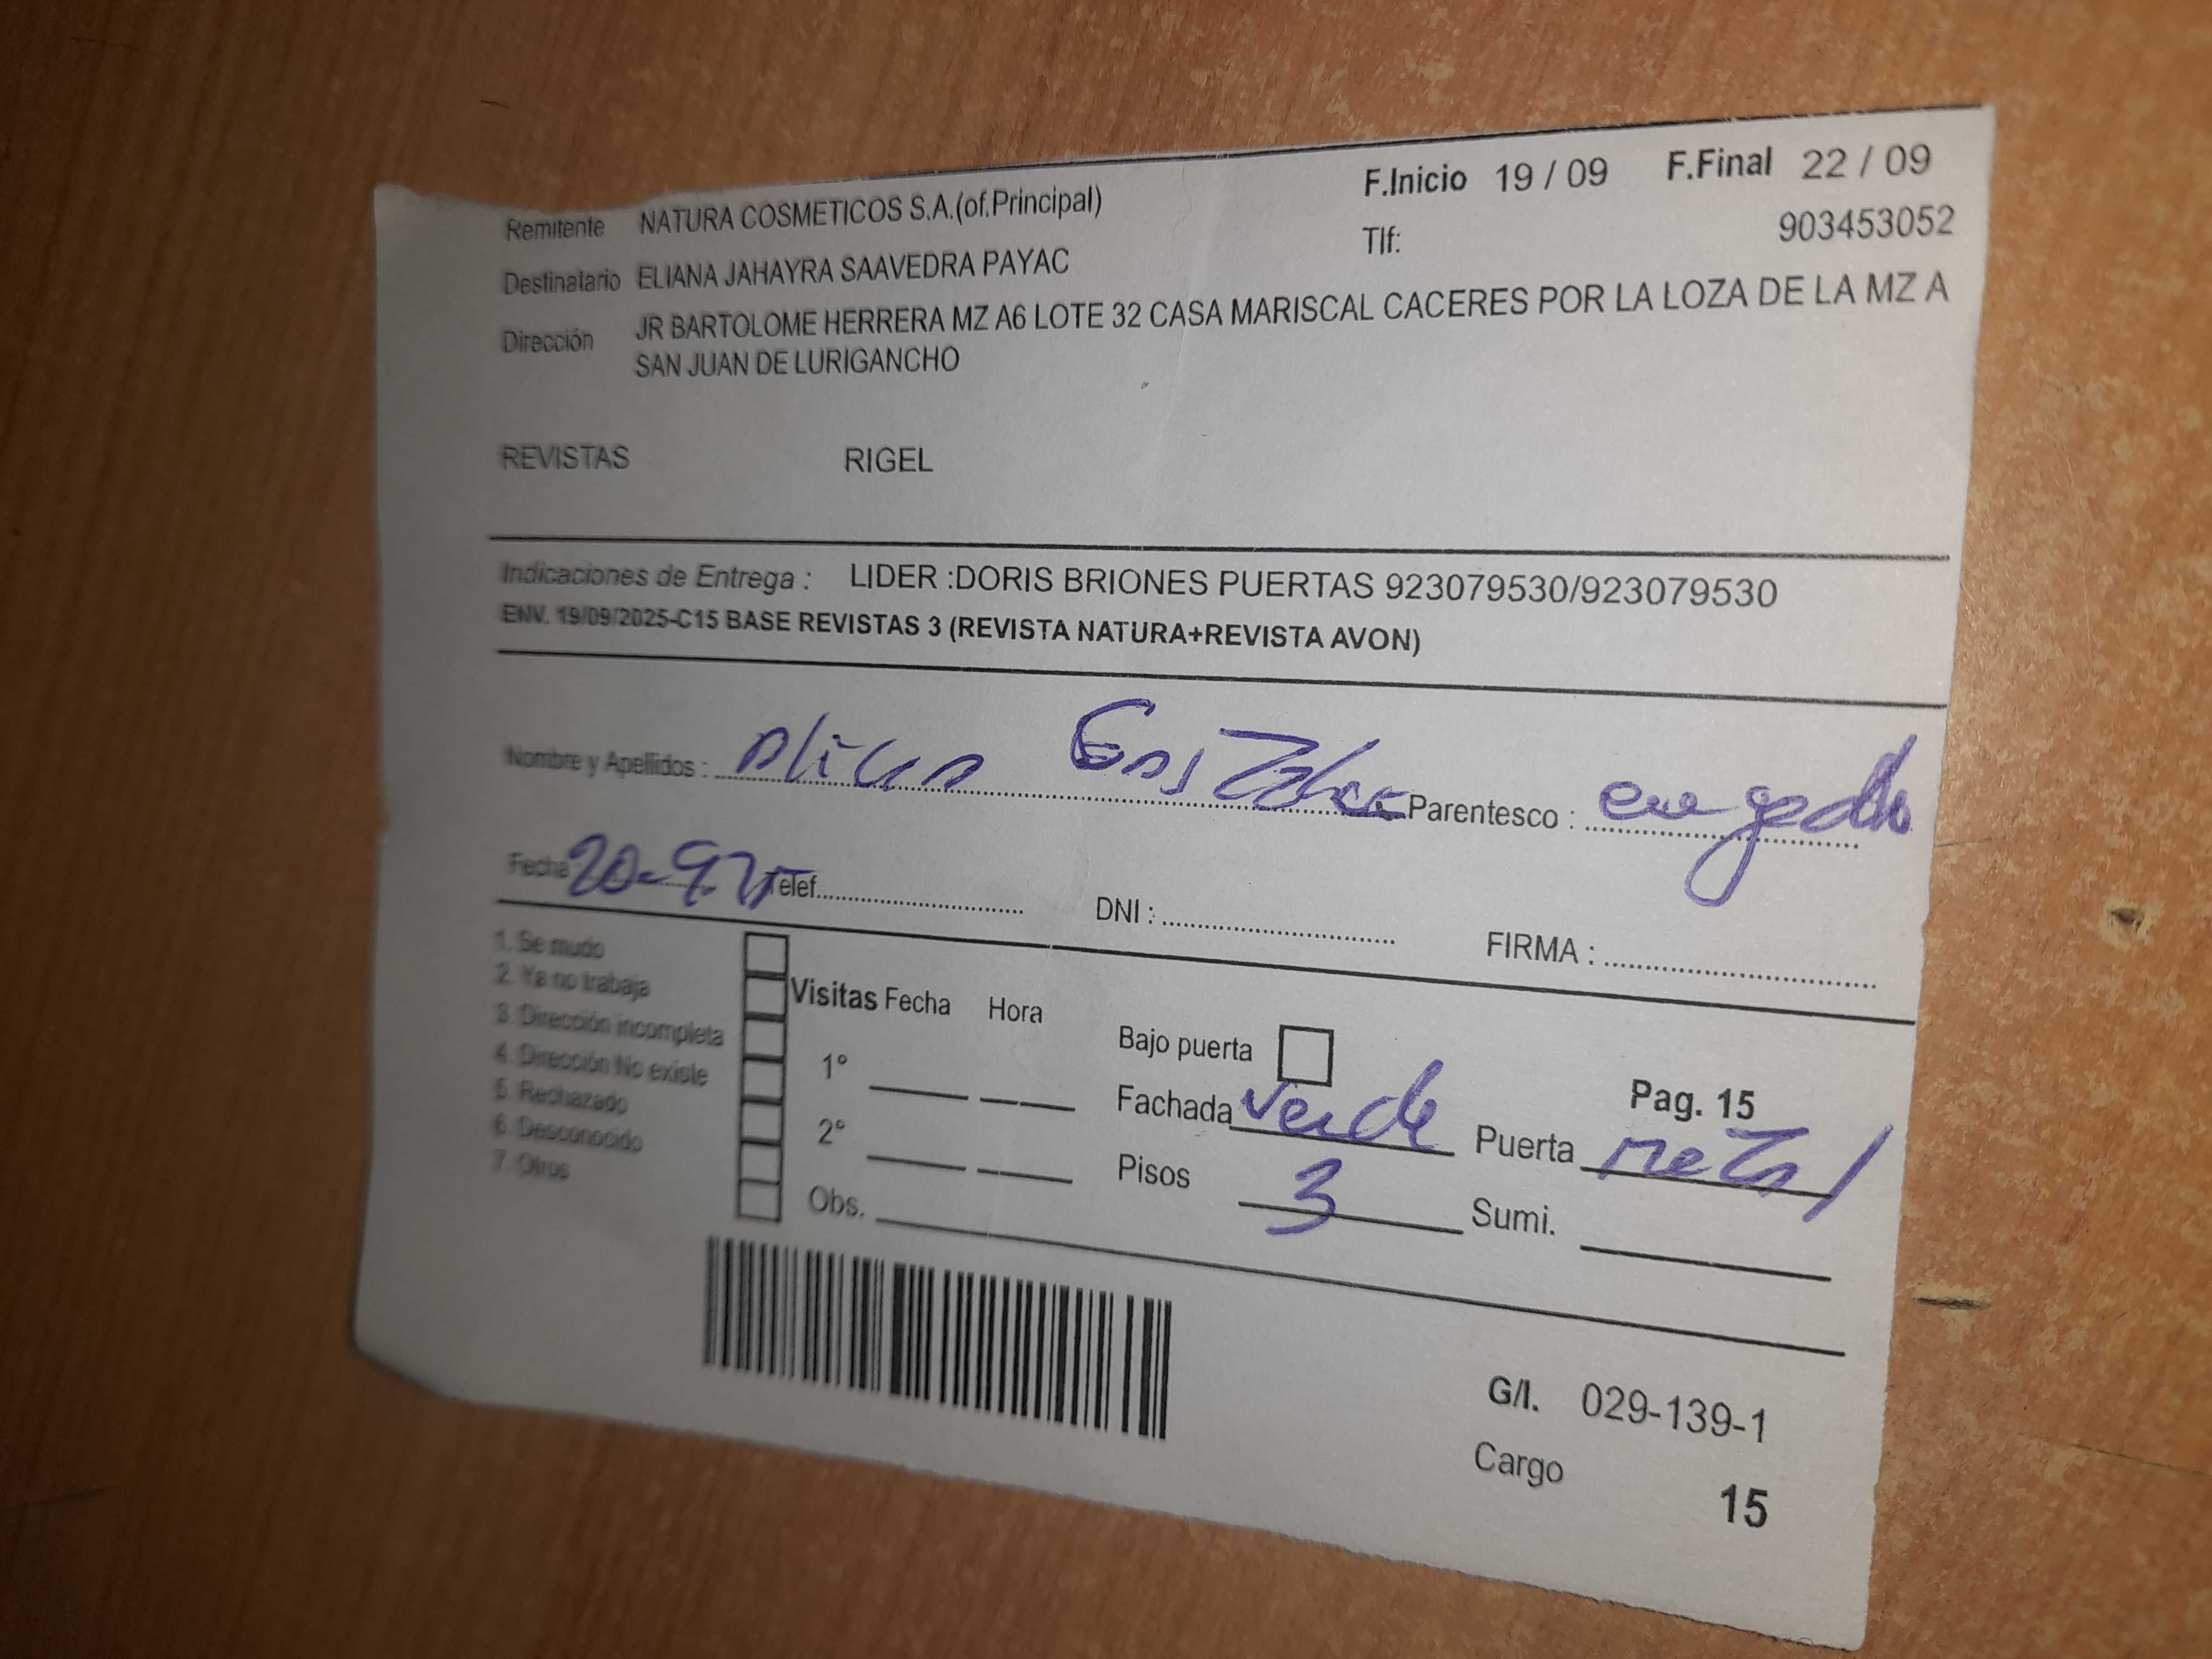 Remitente NATURA COSMETICOS S.A.(of.Principal) F.Inicio 19 / 09 F.Final 22 / 09
Destinatario ELIANA JAHAYRA SAAVEDRA PAYAC Tlf: 903453052
Dirección JR BARTOLOME HERRERA MZ A6 LOTE 32 CASA MARISCAL CACERES POR LA LOZA DE LA MZ A
SAN JUAN DE LURIGANCHO
REVISTAS RIGEL
Indicaciones de Entrega : LIDER :DORIS BRIONES PUERTAS 923079530/923079530
ENV. 19/09/2025-C15 BASE REVISTAS 3 (REVISTA NATURA+REVISTA AVON)
Nombre y Apellidos : Parentesco :
Fecha 20-9-25 Telef. DNI : FIRMA :
1. Se mudo
2. Ya no trabaja
3. Dirección incompleta
4. Dirección No existe
5. Rechazado
6. Desconocido
7. Otros
Visitas Fecha Hora
1°
2°
Obs.
Bajo puerta
Pag. 15
Fachada verde Puerta metal
Pisos 3 Sumi.
G/I. 029-139-1
Cargo 15